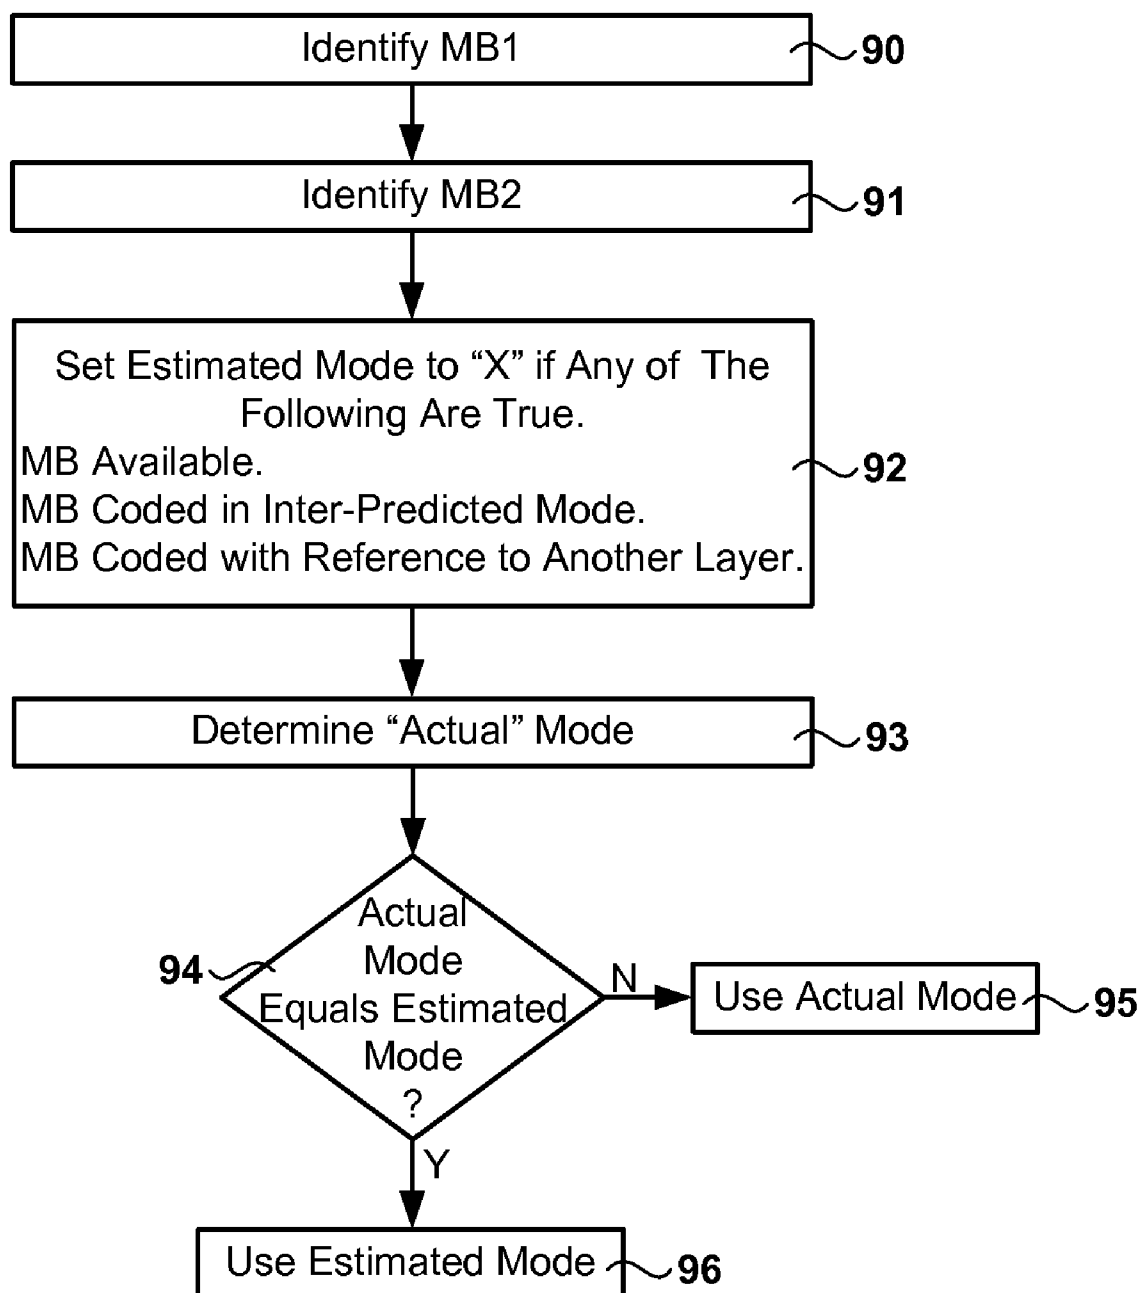 Identify MB1
90
Identify MB2
91
Set Estimated Mode to “X” if Any of The
Following Are True.
MB Available.
MB Coded in Inter-Predicted Mode.
MB Coded with Reference to Another Layer.
92
Determine “Actual” Mode
93
94
Actual
Mode
Equals Estimated
Mode
?
N
Use Actual Mode
95
Y
Use Estimated Mode
96